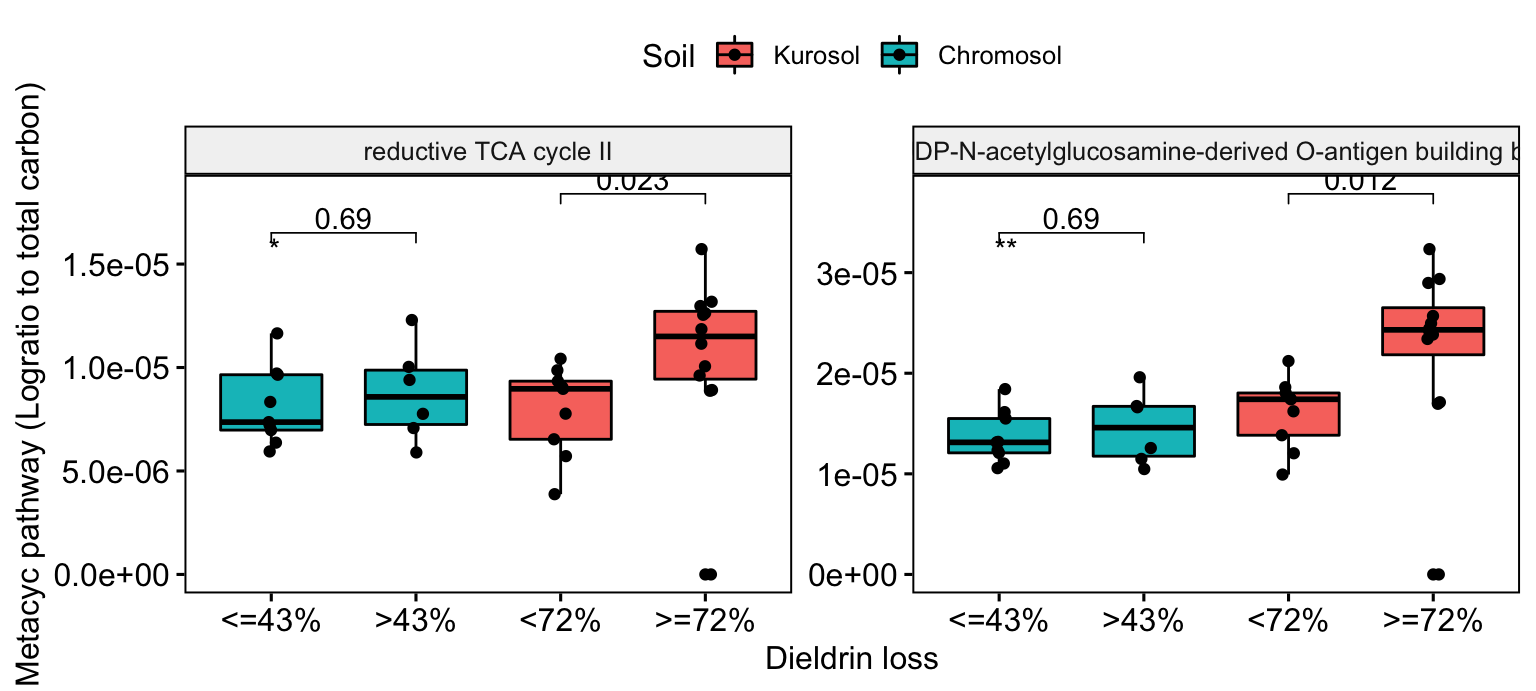 Soil Kurosol Chromosol
Metacyc pathway (Logratio to total carbon)
reductive TCA cycle II
0.023
0.69
*
1.5e-05
1.0e-05
5.0e-06
0.0e+00
<=43% >43% <72% >=72%
DP-N-acetylglucosamine-derived O-antigen building b
0.012
0.69
**
3e-05
2e-05
1e-05
0e+00
<=43% >43% <72% >=72%
Dieldrin loss